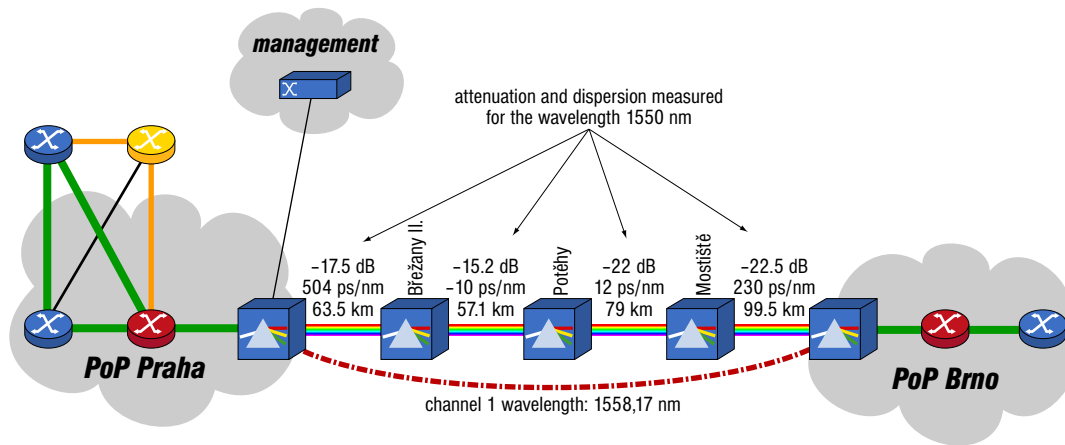 management
attenuation and dispersion measured
for the wavelength 1550 nm
Břežany II.
Potěhy
Mostiště
–17.5 dB
504 ps/nm
63.5 km
–15.2 dB
–10 ps/nm
57.1 km
–22 dB
12 ps/nm
79 km
–22.5 dB
230 ps/nm
99.5 km
PoP Praha
PoP Brno
channel 1 wavelength: 1558,17 nm